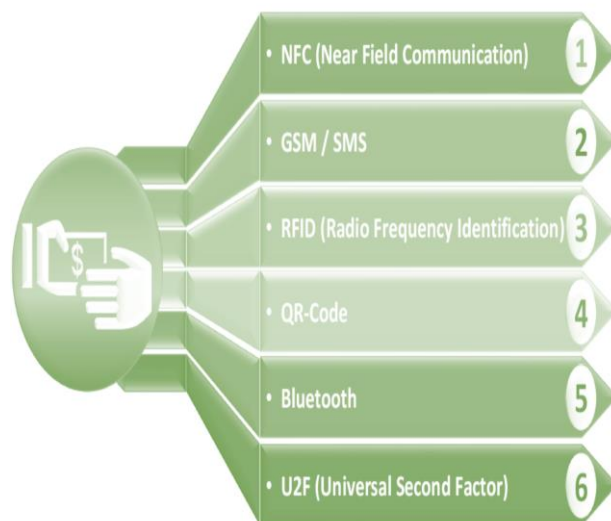 • NFC (Near Field Communication) 1
• GSM / SMS 2
• RFID (Radio Frequency Identification) 3
• QR-Code 4
• Bluetooth 5
• U2F (Universal Second Factor) 6
$